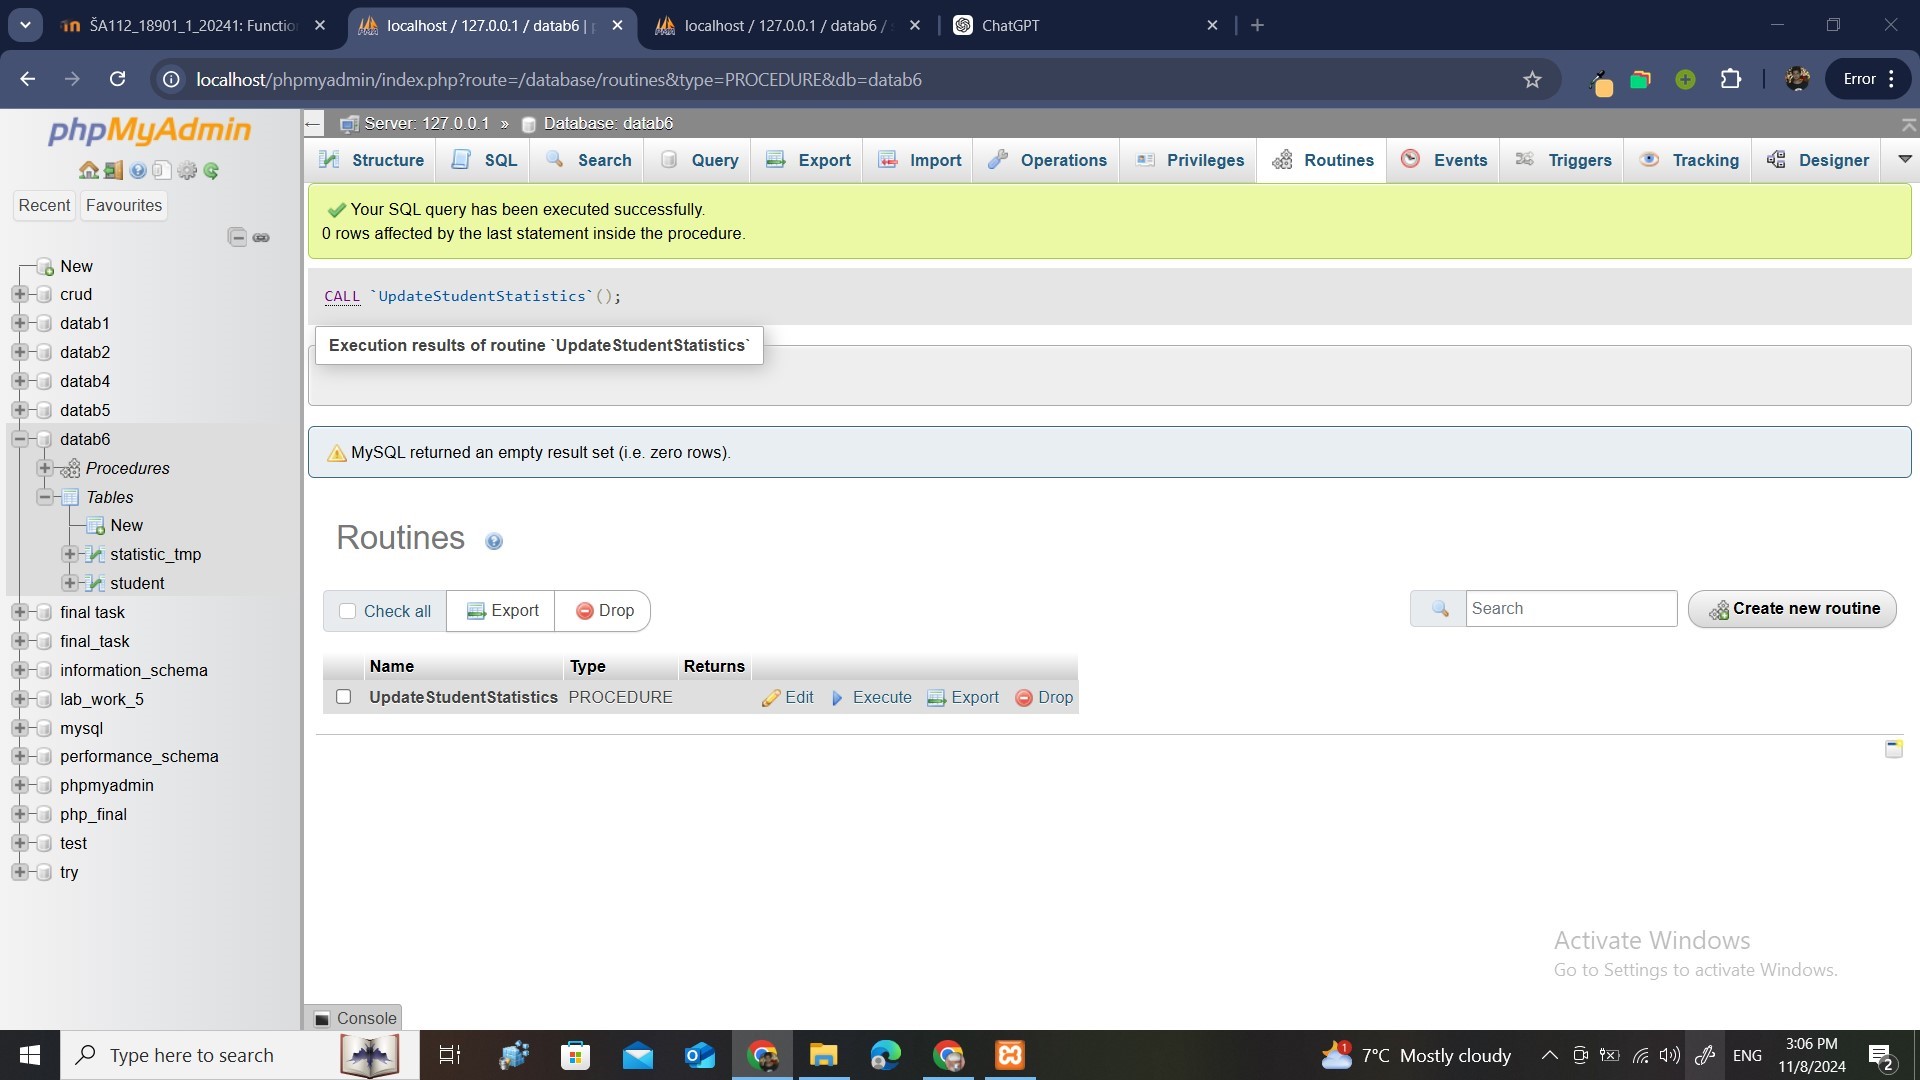 ŠA112_18901_1_20241: Functio
localhost / 127.0.0.1 / datab6 | p
localhost / 127.0.0.1 / datab6 /
ChatGPT
localhost/phpmyadmin/index.php?route=/database/routines&type=PROCEDURE&db=datab6
Error
phpMyAdmin
Recent
Favourites
New
crud
datab1
datab2
datab4
datab5
datab6
Procedures
Tables
New
statistic_tmp
student
final task
final_task
information_schema
lab_work_5
mysql
performance_schema
phpmyadmin
php_final
test
try
Server: 127.0.0.1 » Database: datab6
Structure
SQL
Search
Query
Export
Import
Operations
Privileges
Routines
Events
Triggers
Tracking
Designer
Your SQL query has been executed successfully.
0 rows affected by the last statement inside the procedure.
CALL `UpdateStudentStatistics`();
Execution results of routine `UpdateStudentStatistics`
MySQL returned an empty result set (i.e. zero rows).
Routines
Check all
Export
Drop
Search
Create new routine
Name Type Returns
UpdateStudentStatistics PROCEDURE Edit Execute Export Drop
Activate Windows
Go to Settings to activate Windows.
Console
Type here to search
1
7°C Mostly cloudy
ENG
3:06 PM
11/8/2024
2